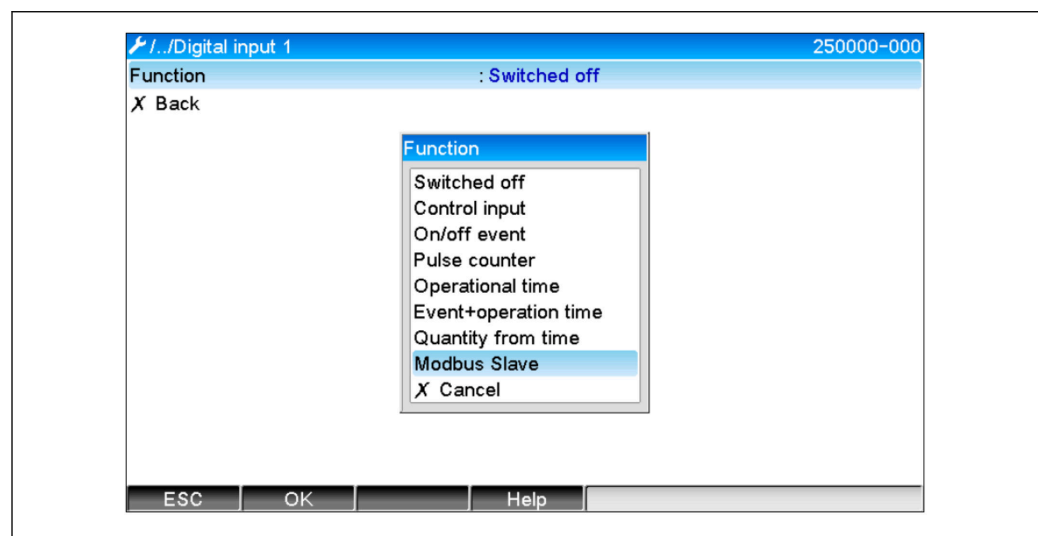 /../Digital input 1 250000-000
Function : Switched off
X Back
Function
Switched off
Control input
On/off event
Pulse counter
Operational time
Event+operation time
Quantity from time
Modbus Slave
X Cancel
ESC OK Help